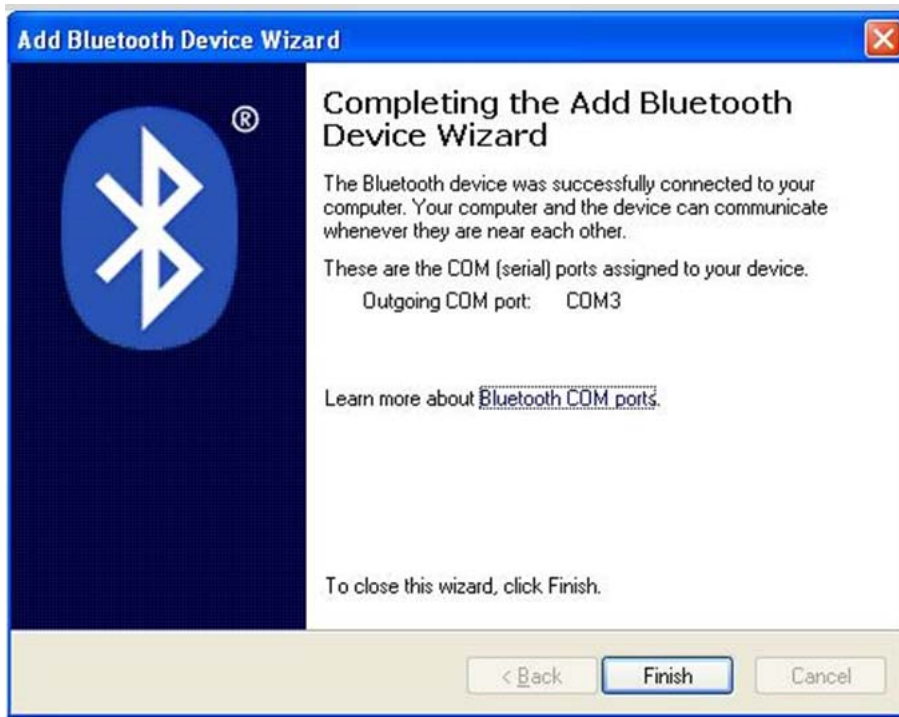 Add Bluetooth Device Wizard
®
Completing the Add Bluetooth
Device Wizard
The Bluetooth device was successfully connected to your
computer. Your computer and the device can communicate
whenever they are near each other.
These are the COM (serial) ports assigned to your device.
Outgoing COM port: COM3
Learn more about Bluetooth COM ports.
To close this wizard, click Finish.
< Back Finish Cancel